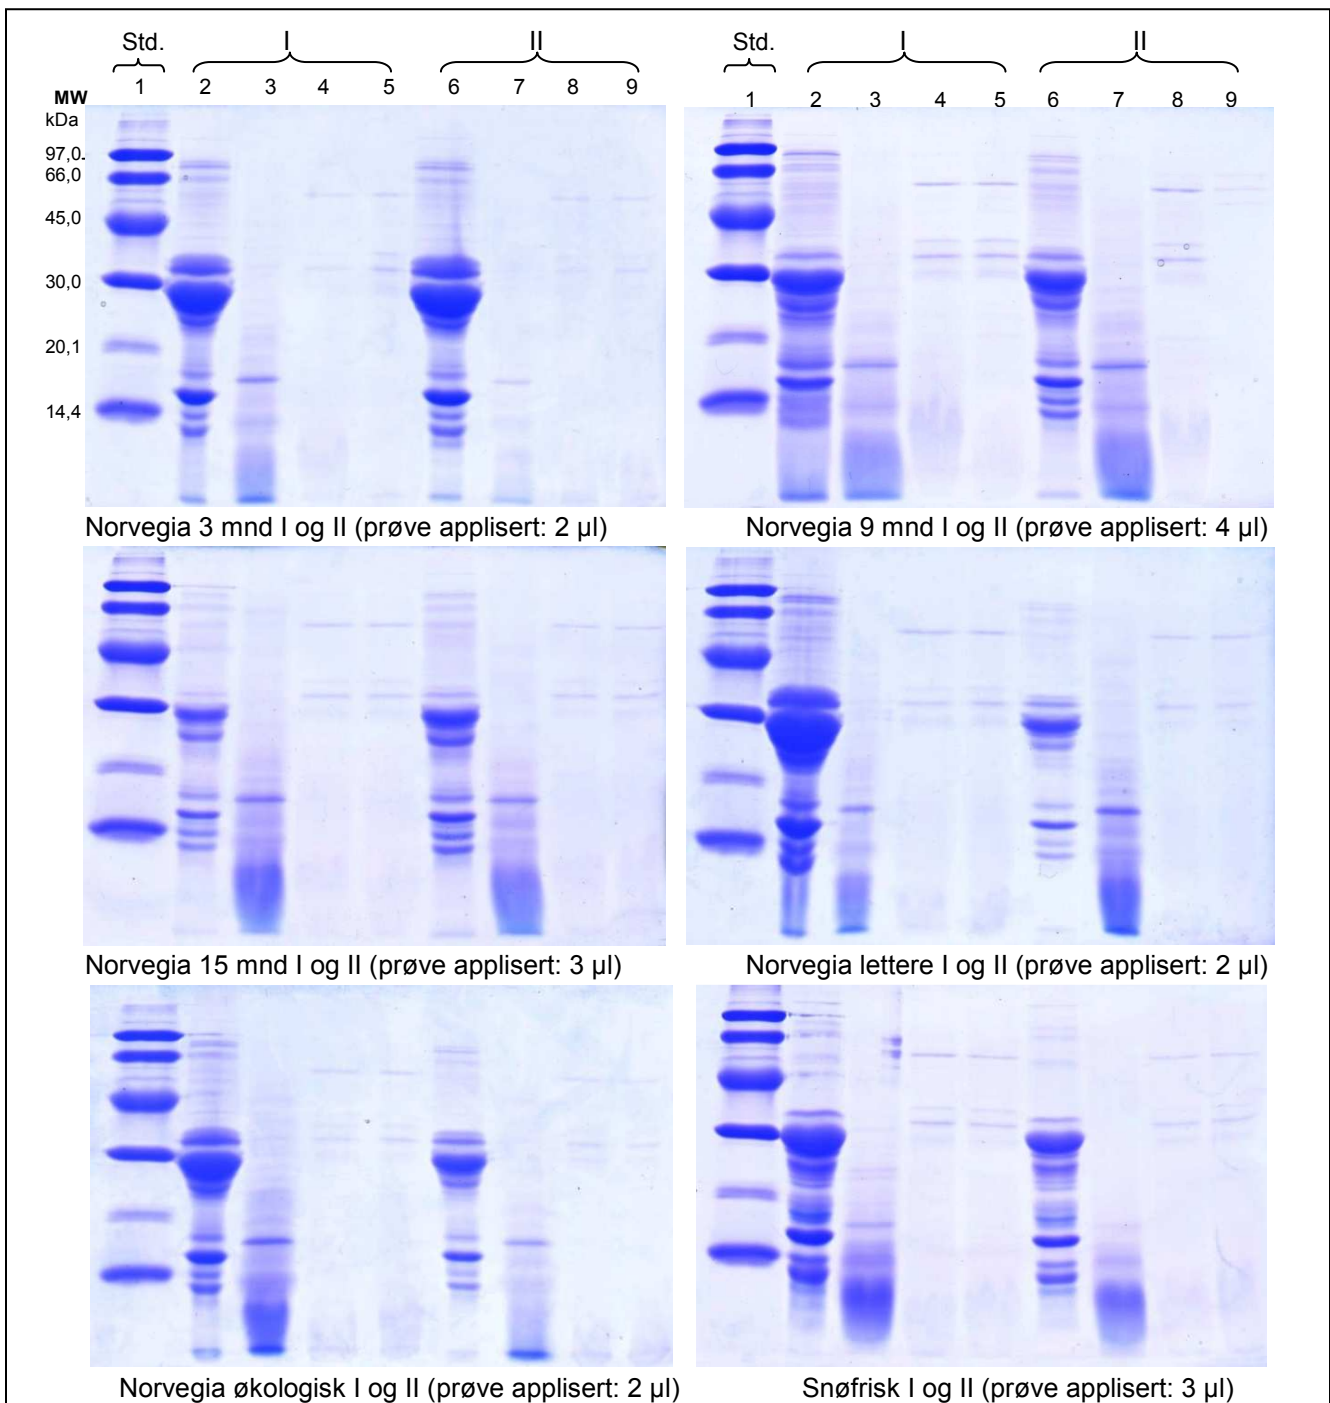 Std. I II Std. I II
1 2 3 4 5 6 7 8 9 1 2 3 4 5 6 7 8 9
MW
kDa
97,0.
66,0
45,0
30,0
20,1
14,4
Norvegia 3 mnd I og II (prøve applisert: 2 µl)
Norvegia 9 mnd I og II (prøve applisert: 4 µl)
Norvegia 15 mnd I og II (prøve applisert: 3 µl)
Norvegia lettere I og II (prøve applisert: 2 µl)
Norvegia økologisk I og II (prøve applisert: 2 µl)
Snøfrisk I og II (prøve applisert: 3 µl)